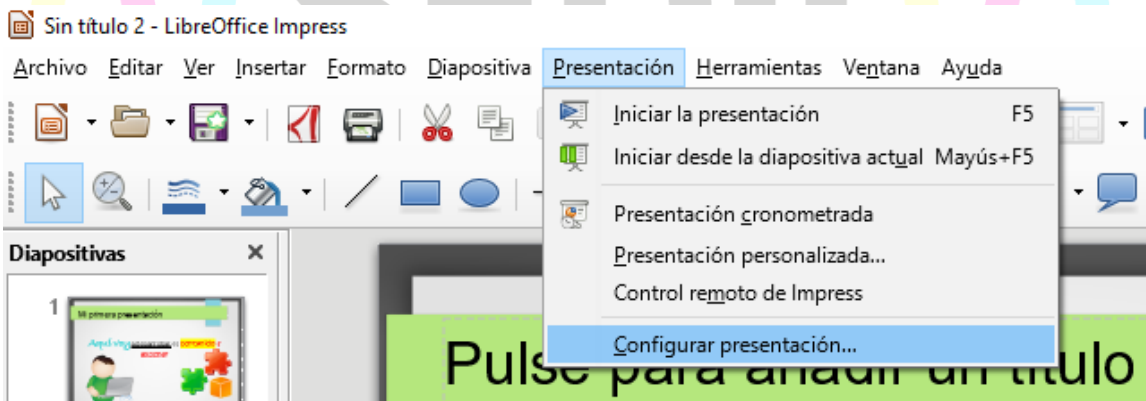 Sin título 2 - LibreOffice Impress
Archivo Editar Ver Insertar Formato Diapositiva Presentación Herramientas Ventana Ayuda
Iniciar la presentación F5
Iniciar desde la diapositiva actual Mayús+F5
Presentación cronometrada
Presentación personalizada...
Control remoto de Impress
Configurar presentación...
Diapositivas
1
Mi primera presentación
Pulse para añadir un título